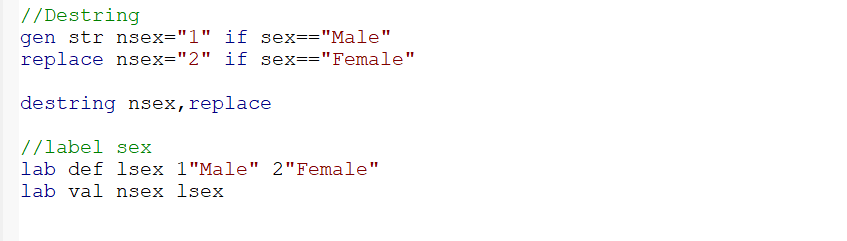 //Destring
gen str nsex="1" if sex=="Male"
replace nsex="2" if sex=="Female"
destring nsex,replace
//label sex
lab def lsex 1"Male" 2"Female"
lab val nsex lsex